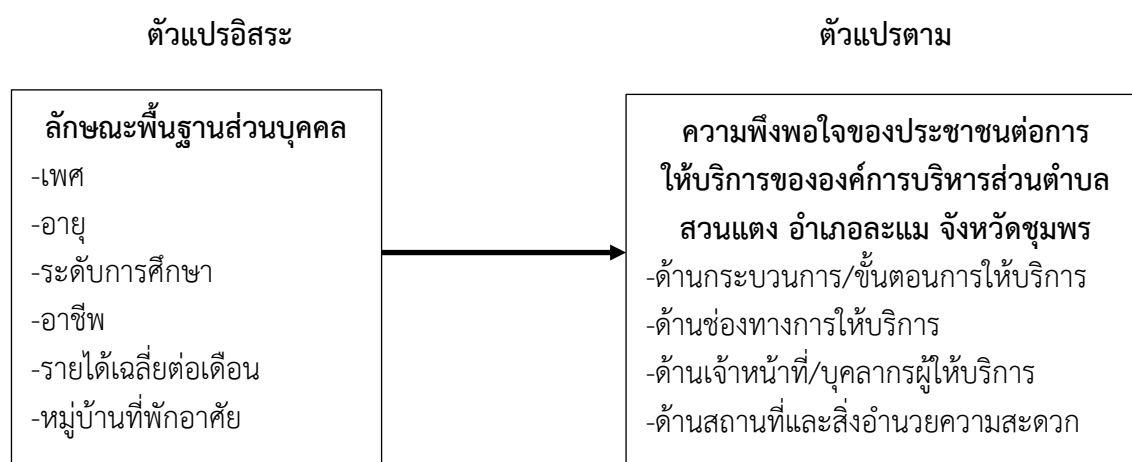 ตัวแปรอิสระ
ตัวแปรตาม
ลักษณะพื้นฐานส่วนบุคคล
-เพศ
-อายุ
-ระดับการศึกษา
-อาชีพ
-รายได้เฉลี่ยต่อเดือน
-หมู่บ้านที่พักอาศัย
ความพึงพอใจของประชาชนต่อการ
ให้บริการขององค์การบริหารส่วนตำบล
สวนแตง อำเภอละแม จังหวัดชุมพร
-ด้านกระบวนการ/ขั้นตอนการให้บริการ
-ด้านช่องทางการให้บริการ
-ด้านเจ้าหน้าที่/บุคลากรผู้ให้บริการ
-ด้านสถานที่และสิ่งอำนวยความสะดวก